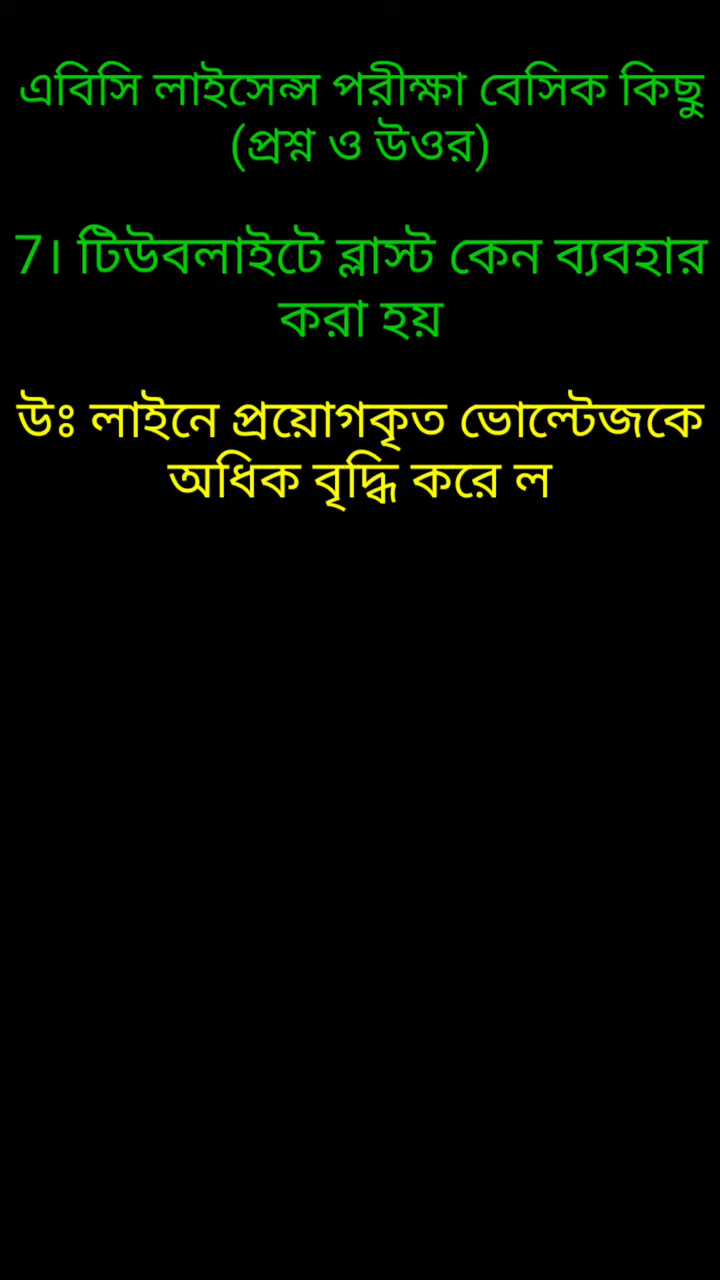 এবিসি লাইসেন্স পরীক্ষা বেসিক কিছু
(প্রশ্ন ও উওর)
7। টিউবলাইটে ব্লাস্ট কেন ব্যবহার
করা হয়
উঃ লাইনে প্রয়োগকৃত ভোল্টেজকে
অধিক বৃদ্ধি করে ল